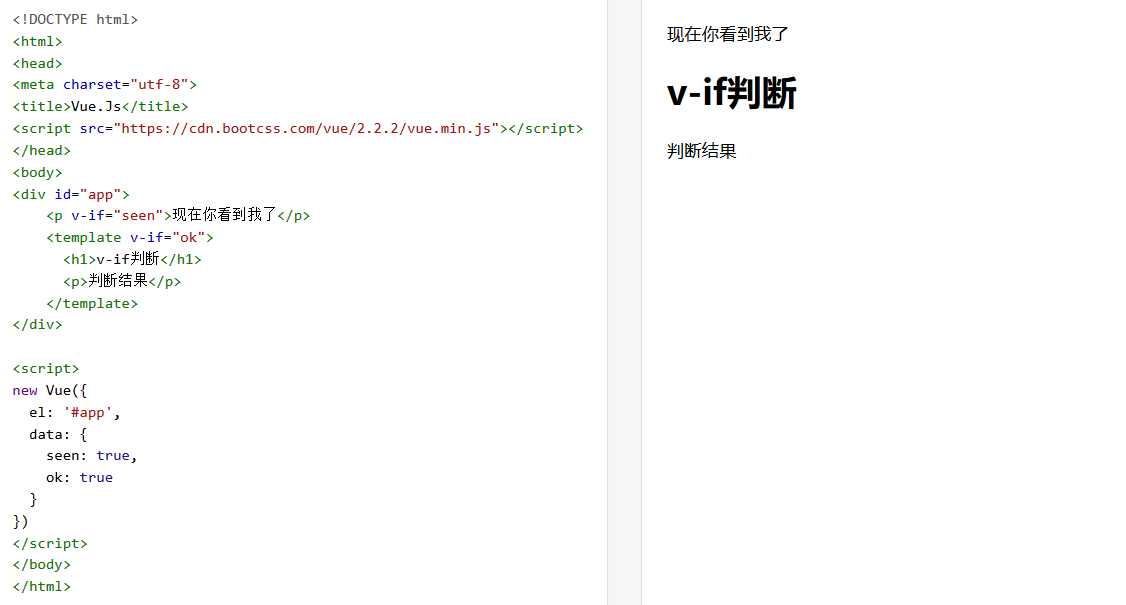 <!DOCTYPE html>
<html>
<head>
<meta charset="utf-8">
<title>Vue.Js</title>
<script src="https://cdn.bootcss.com/vue/2.2.2/vue.min.js"></script>
</head>
<body>
<div id="app">
    <p v-if="seen">现在你看到我了</p>
    <template v-if="ok">
      <h1>v-if判断</h1>
      <p>判断结果</p>
    </template>
</div>

<script>
new Vue({
  el: '#app',
  data: {
    seen: true,
    ok: true
  }
})
</script>
</body>
</html>
现在你看到我了
v-if判断
判断结果